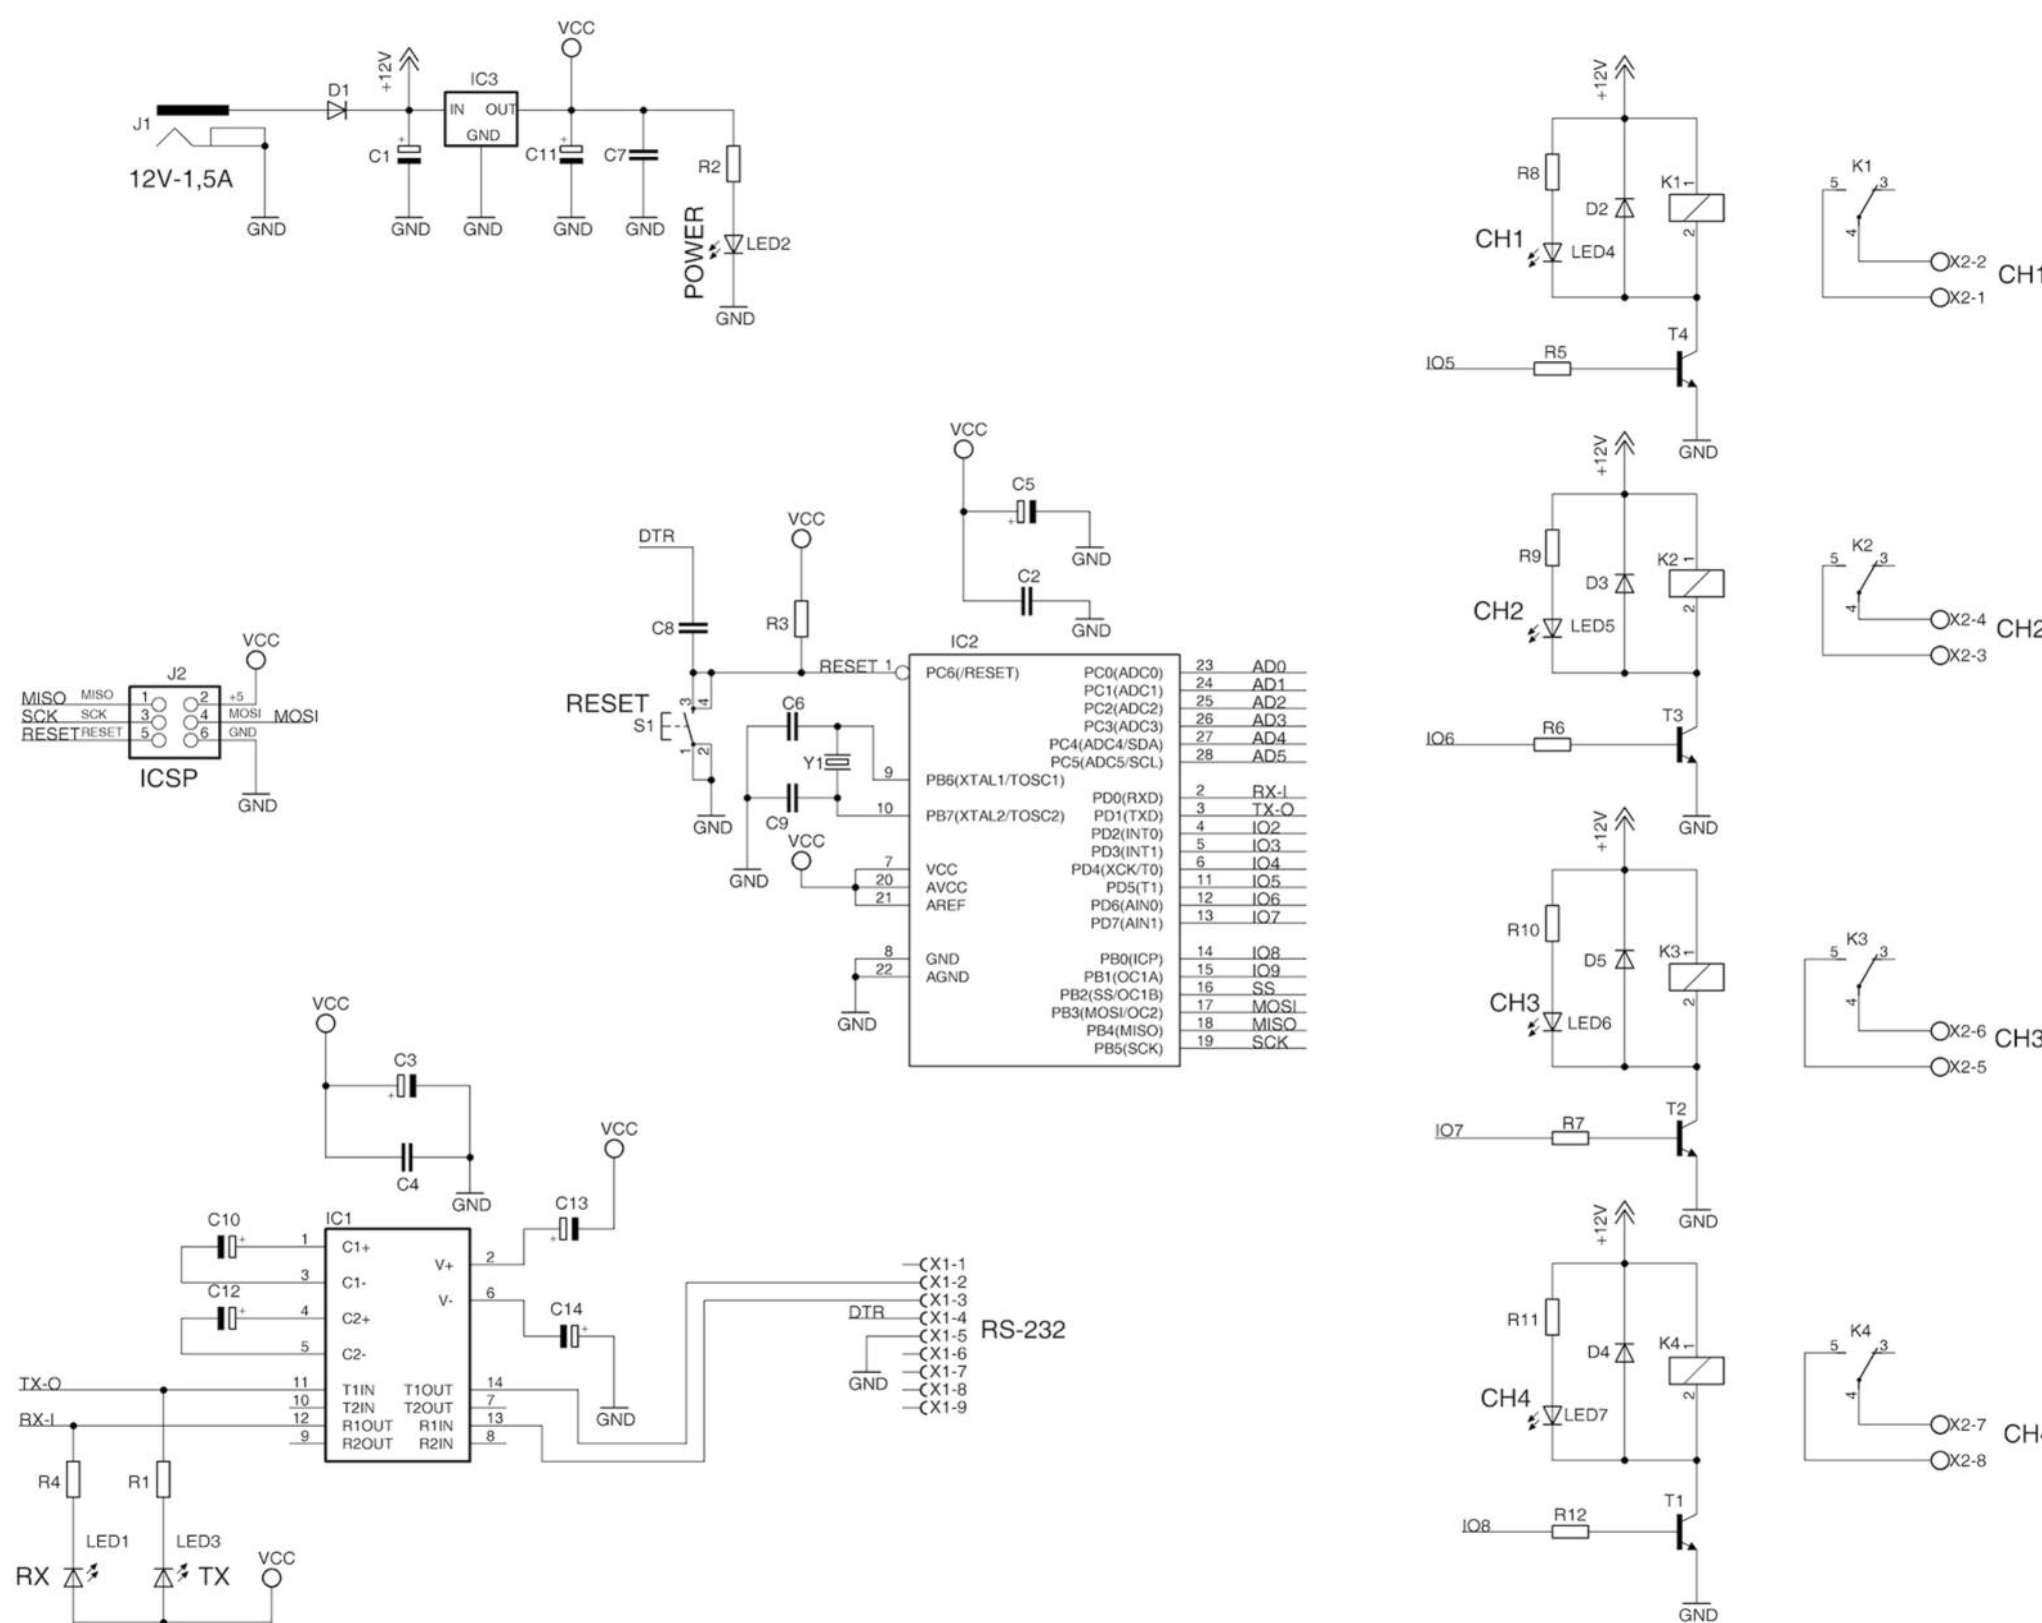 VCC
+12V
D1
IC3
IN OUT
GND
J1
C1
C11
C7
R2
12V-1,5A
GND
GND
GND
GND
GND
POWER
LED2
GND
+12V
R8
K1
1
D2
2
CH1
LED4
T4
IO5
R5
GND
K1
5
3
4
X2-2
X2-1
CH1
+12V
R9
K2
1
D3
2
CH2
LED5
T3
IO6
R6
GND
K2
5
3
4
X2-4
X2-3
CH2
+12V
R10
K3
1
D5
2
CH3
LED6
T2
IO7
R7
GND
K3
5
3
4
X2-6
X2-5
CH3
+12V
R11
K4
1
D4
2
CH4
LED7
T1
IO8
R12
GND
K4
5
3
4
X2-7
X2-8
VCC
C5
GND
C2
GND
DTR
VCC
C8
R3
RESET 1
RESET
S1
3
4
1
2
GND
C6
Y1
C9
GND
VCC
9
10
7
20
21
8
22
GND
IC2
PC6(/RESET)
PB6(XTAL1/TOSC1)
PB7(XTAL2/TOSC2)
VCC
AVCC
AREF
GND
AGND
PC0(ADC0) 23 AD0
PC1(ADC1) 24 AD1
PC2(ADC2) 25 AD2
PC3(ADC3) 26 AD3
PC4(ADC4/SDA) 27 AD4
PC5(ADC5/SCL) 28 AD5
PD0(RXD) 2 RX-I
PD1(TXD) 3 TX-O
PD2(INT0) 4 IO2
PD3(INT1) 5 IO3
PD4(XCK/T0) 6 IO4
PD5(T1) 11 IO5
PD6(AIN0) 12 IO6
PD7(AIN1) 13 IO7
PB0(ICP) 14 IO8
PB1(OC1A) 15 IO9
PB2(SS/OC1B) 16 SS
PB3(MOSI/OC2) 17 MOSI
PB4(MISO) 18 MISO
PB5(SCK) 19 SCK
VCC
J2
MISO MISO 1 2 +5
SCK SCK 3 4 MOSI MOSI
RESET RESET 5 6 GND
ICSP
GND
VCC
C3
C4
GND
VCC
C13
C10
C12
IC1
1 C1+
3 C1-
4 C2+
5 C2-
V+ 2
V- 6
C14
GND
TX-O 11 T1IN T1OUT 14
10 T2IN T2OUT 7
RX-I 12 R1OUT R1IN 13
9 R2OUT R2IN 8
R4
R1
LED1
LED3
RX
TX
VCC
X1-1
X1-2
X1-3
DTR X1-4
X1-5
X1-6
X1-7
X1-8
X1-9
GND
RS-232